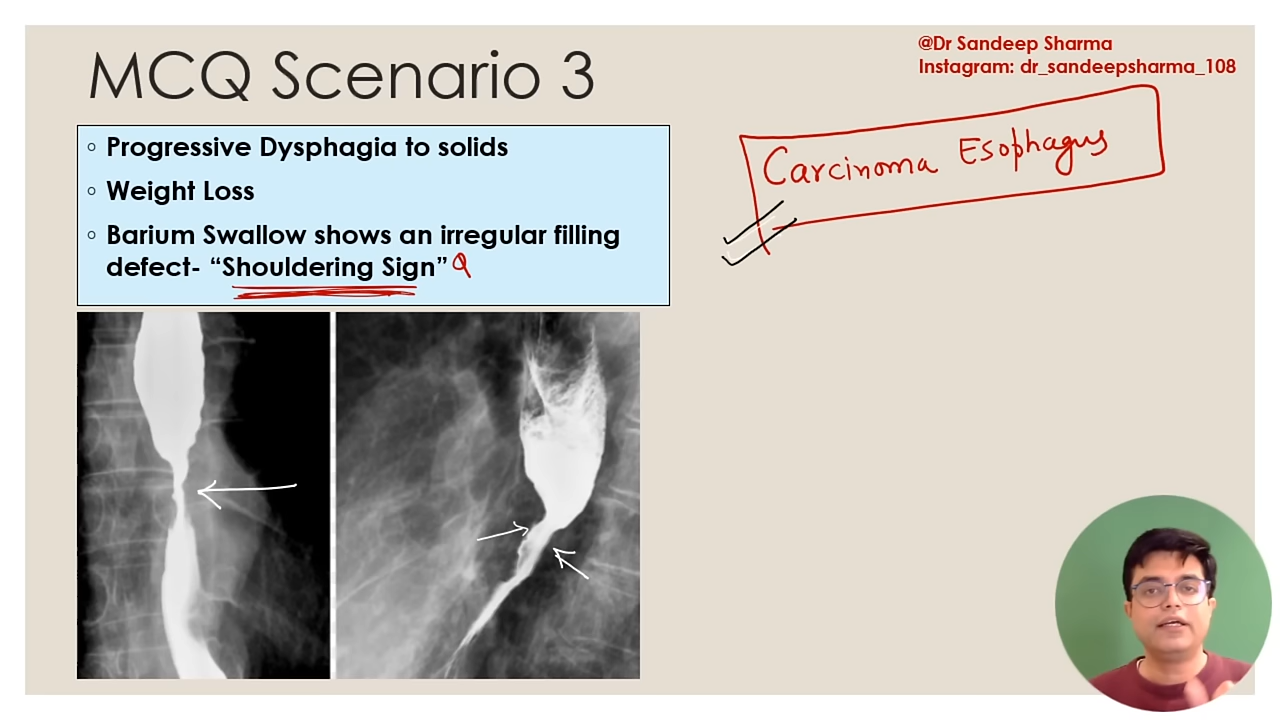 MCQ Scenario 3
@Dr Sandeep Sharma
Instagram: dr_sandeepsharma_108
◦ Progressive Dysphagia to solids
◦ Weight Loss
◦ Barium Swallow shows an irregular filling
defect- “Shouldering Sign” Q
Carcinoma Esophagus